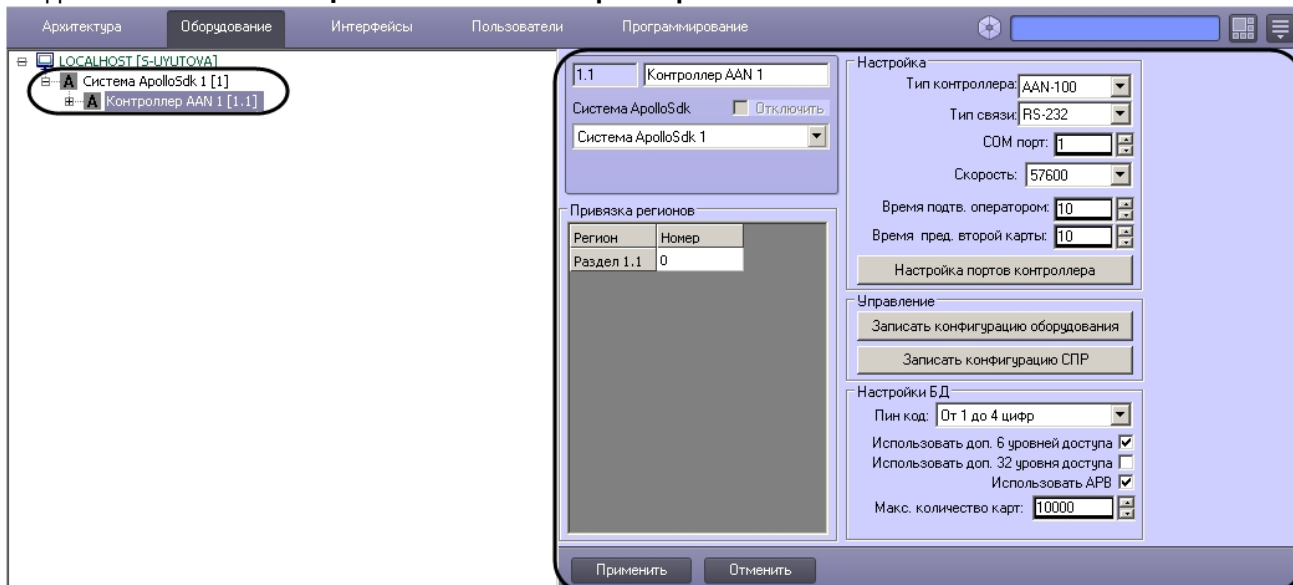 Архитектура Оборудование Интерфейсы Пользователи Программирование
LOCALHOST [S-UYUTOVA]
Система ApolloSdk 1 [1]
Контроллер AAN 1 [1.1]
1.1 Контроллер AAN 1
Система ApolloSdk Отключить
Система ApolloSdk 1
Привязка регионов
Регион Номер
Раздел 1.1 0
Настройка
Тип контроллера: AAN-100
Тип связи: RS-232
COM порт: 1
Скорость: 57600
Время подтв. оператором: 10
Время пред. второй карты: 10
Настройка портов контроллера
Управление
Записать конфигурацию оборудования
Записать конфигурацию СПР
Настройки БД
Пин код: От 1 до 4 цифр
Использовать доп. 6 уровней доступа
Использовать доп. 32 уровня доступа
Использовать APB
Макс. количество карт: 10000
Применить Отменить